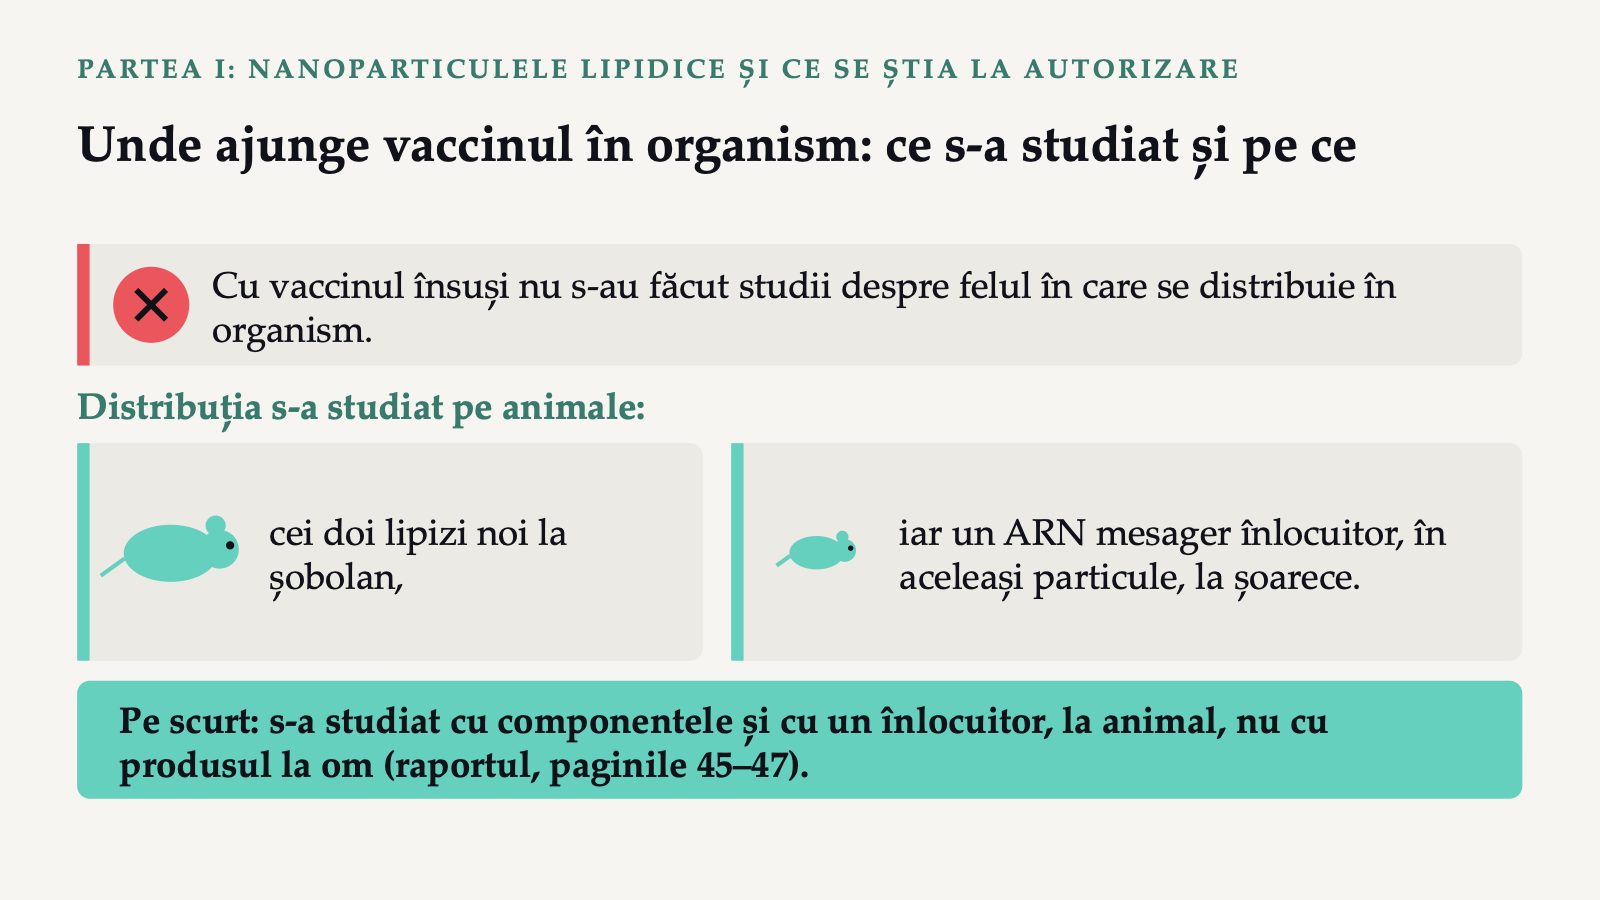 PARTEA I: NANOPARTICULELE LIPIDICE ȘI CE SE ȘTIA LA AUTORIZARE
Unde ajunge vaccinul în organism: ce s-a studiat și pe ce
Cu vaccinul însuși nu s-au făcut studii despre felul în care se distribuie în
organism.
Distribuția s-a studiat pe animale:
cei doi lipizi noi la
șobolan,
iar un ARN mesager înlocuitor, în
aceleași particule, la șoarece.
Pe scurt: s-a studiat cu componentele și cu un înlocuitor, la animal, nu cu
produsul la om (raportul, paginile 45–47).